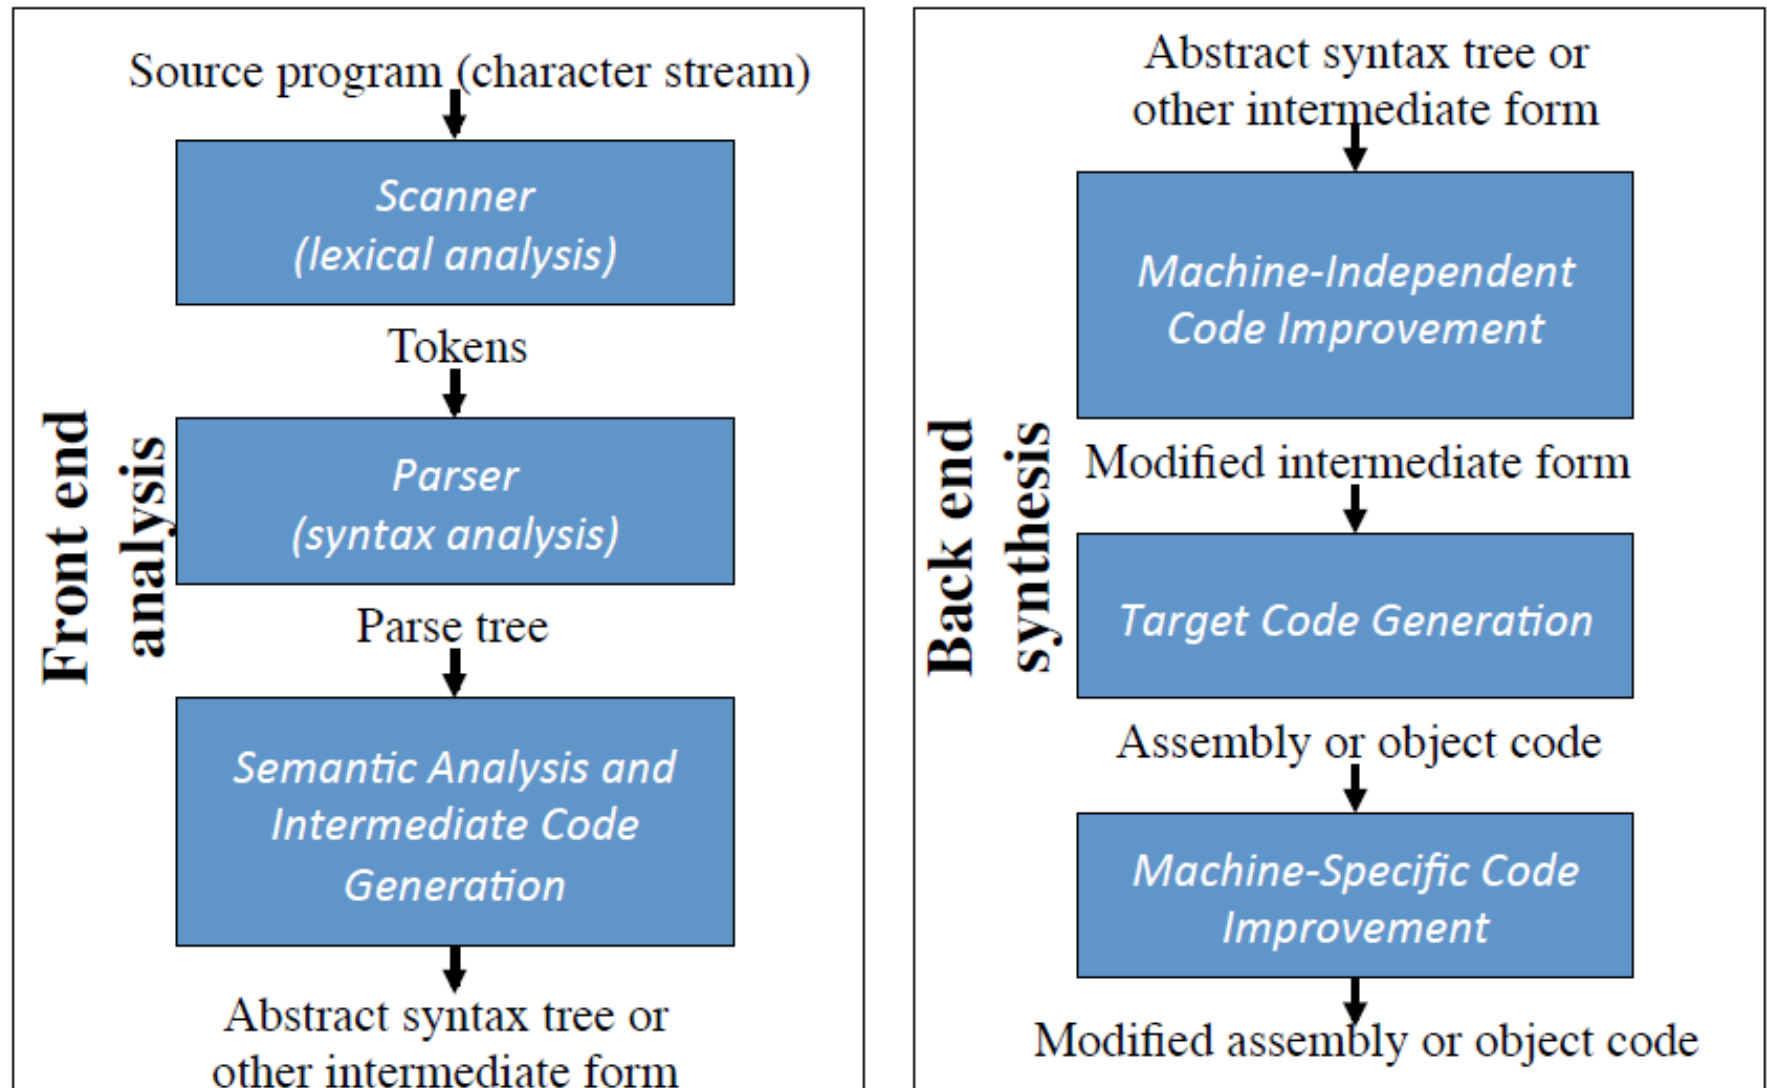 Source program (character stream)
Scanner
(lexical analysis)
Tokens
Front end
analysis
Parser
(syntax analysis)
Parse tree
Semantic Analysis and
Intermediate Code
Generation
Abstract syntax tree or
other intermediate form
Abstract syntax tree or
other intermediate form
Machine-Independent
Code Improvement
Modified intermediate form
Back end
synthesis
Target Code Generation
Assembly or object code
Machine-Specific Code
Improvement
Modified assembly or object code